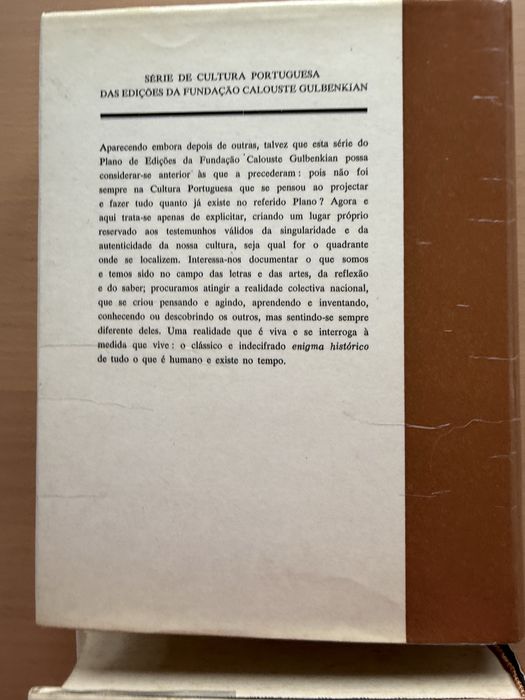 SÉRIE DE CULTURA PORTUGUESA
DAS EDIÇÕES DA FUNDAÇÃO CALOUSTE GULBENKIAN
Aparecendo embora depois de outras, talvez que esta série do
Plano de Edições da Fundação Calouste Gulbenkian possa
considerar-se anterior às que a precederam: pois não foi
sempre na Cultura Portuguesa que se pensou ao projectar
e fazer tudo quanto já existe no referido Plano? Agora e
aqui trata-se apenas de explicitar, criando um lugar próprio
reservado aos testemunhos válidos da singularidade e da
autenticidade da nossa cultura, seja qual for o quadrante
onde se localizem. Interessa-nos documentar o que somos
e temos sido no campo das letras e das artes, da reflexão
e do saber; procuramos atingir a realidade colectiva nacional,
que se criou pensando e agindo, aprendendo e inventando,
conhecendo ou descobrindo os outros, mas sentindo-se sempre
diferente deles. Uma realidade que é viva e se interroga à
medida que vive: o clássico e indecifrado enigma histórico
de tudo o que é humano e existe no tempo.